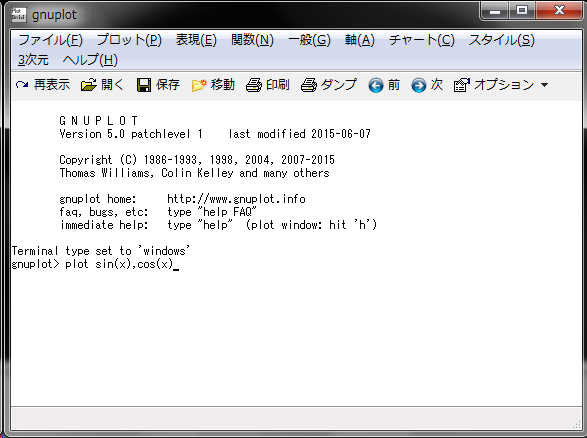 gnuplot
ファイル(F) プロット(P) 表現(E) 関数(N) 一般(G) 軸(A) チャート(C) スタイル(S)
3次元 ヘルプ(H)
再表示 開く 保存 移動 印刷 ダンプ 前 次 オプション
G N U P L O T
Version 5.0 patchlevel 1    last modified 2015-06-07
Copyright (C) 1986-1993, 1998, 2004, 2007-2015
Thomas Williams, Colin Kelley and many others
gnuplot home:     http://www.gnuplot.info
faq, bugs, etc:   type "help FAQ"
immediate help:   type "help"  (plot window: hit 'h')
Terminal type set to 'windows'
gnuplot> plot sin(x),cos(x)